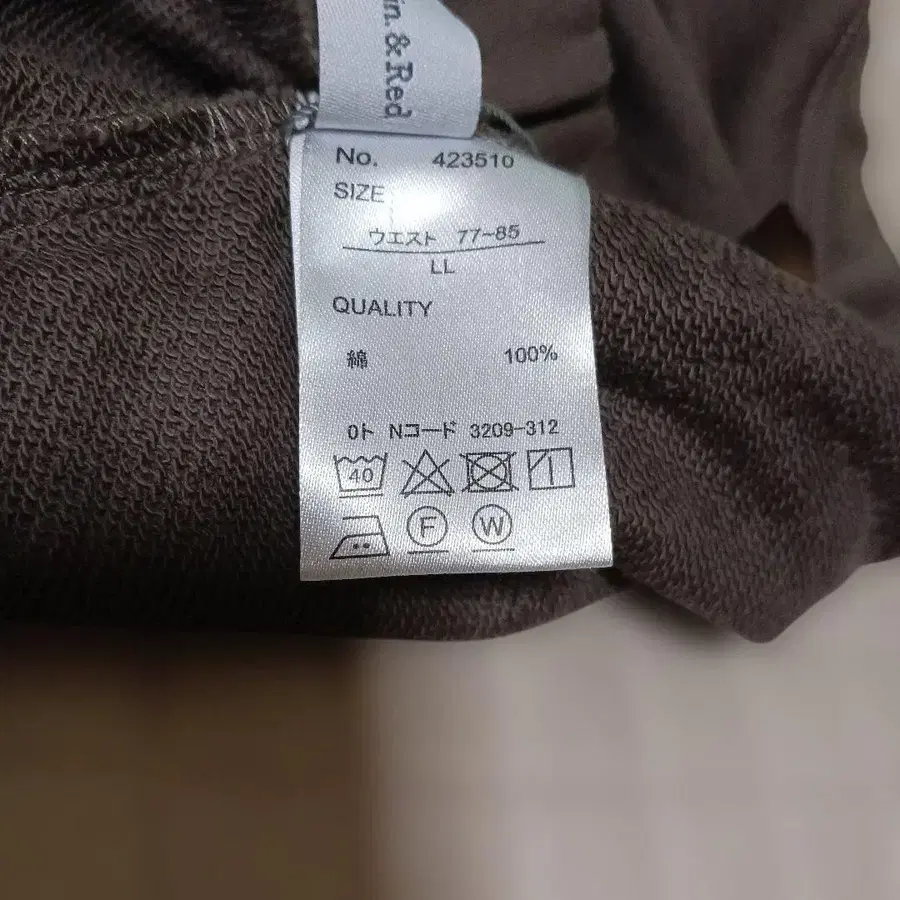 & Red
No. 423510
SIZE
ウエスト 77-85
LL
QUALITY
綿 100%
0ト Nコード 3209-312
40
F W